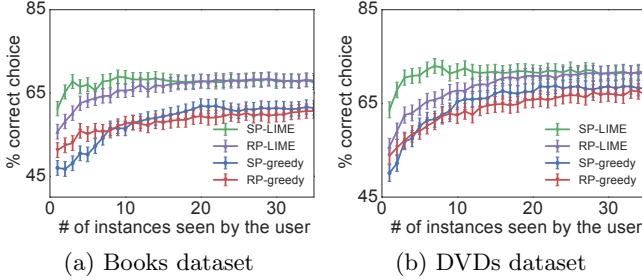 85
65
45
0
10
20
30
% correct choice
# of instances seen by the user
SP-LIME
RP-LIME
SP-greedy
RP-greedy
(a) Books dataset
85
65
45
0
10
20
30
% correct choice
# of instances seen by the user
SP-LIME
RP-LIME
SP-greedy
RP-greedy
(b) DVDs dataset